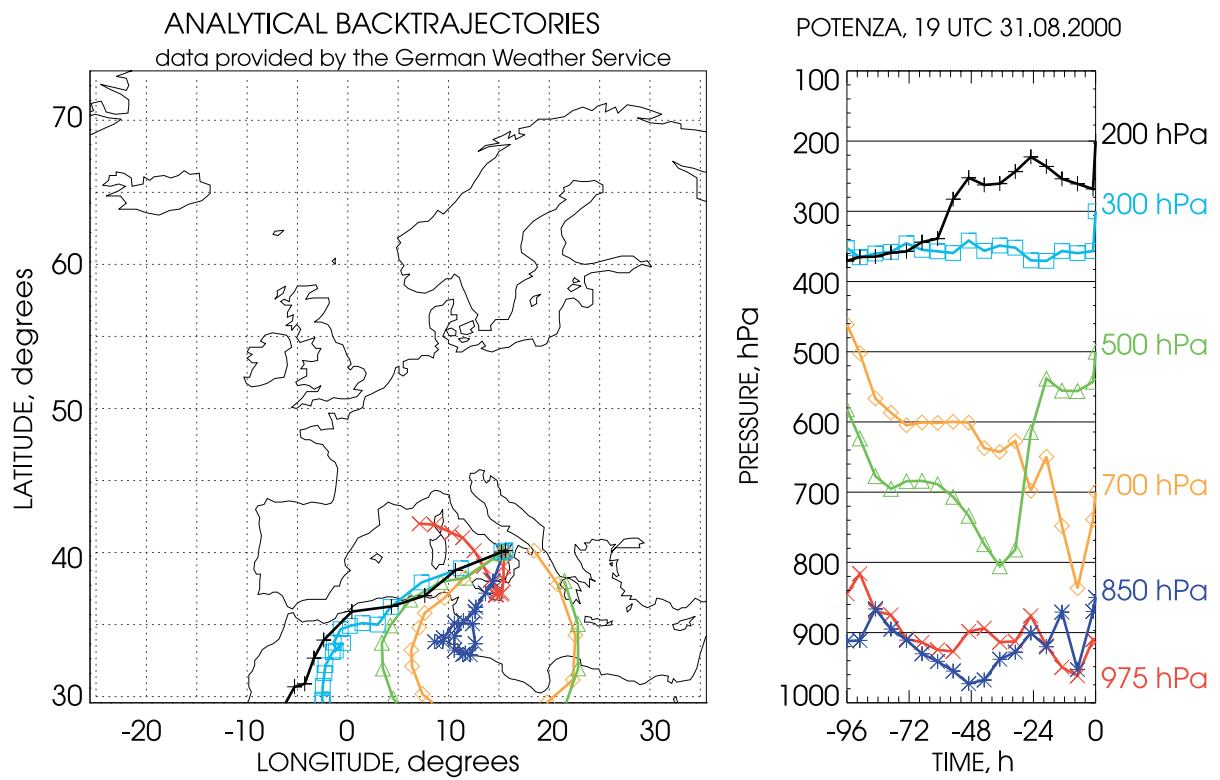 ANALYTICAL BACKTRAJECTORIES
data provided by the German Weather Service
POTENZA, 19 UTC 31.08.2000
LATITUDE, degrees
70
60
50
40
30
-20
-10
0
10
20
30
LONGITUDE, degrees
PRESSURE, hPa
100
200
300
400
500
600
700
800
900
1000
-96
-72
-48
-24
0
TIME, h
200 hPa
300 hPa
500 hPa
700 hPa
850 hPa
975 hPa